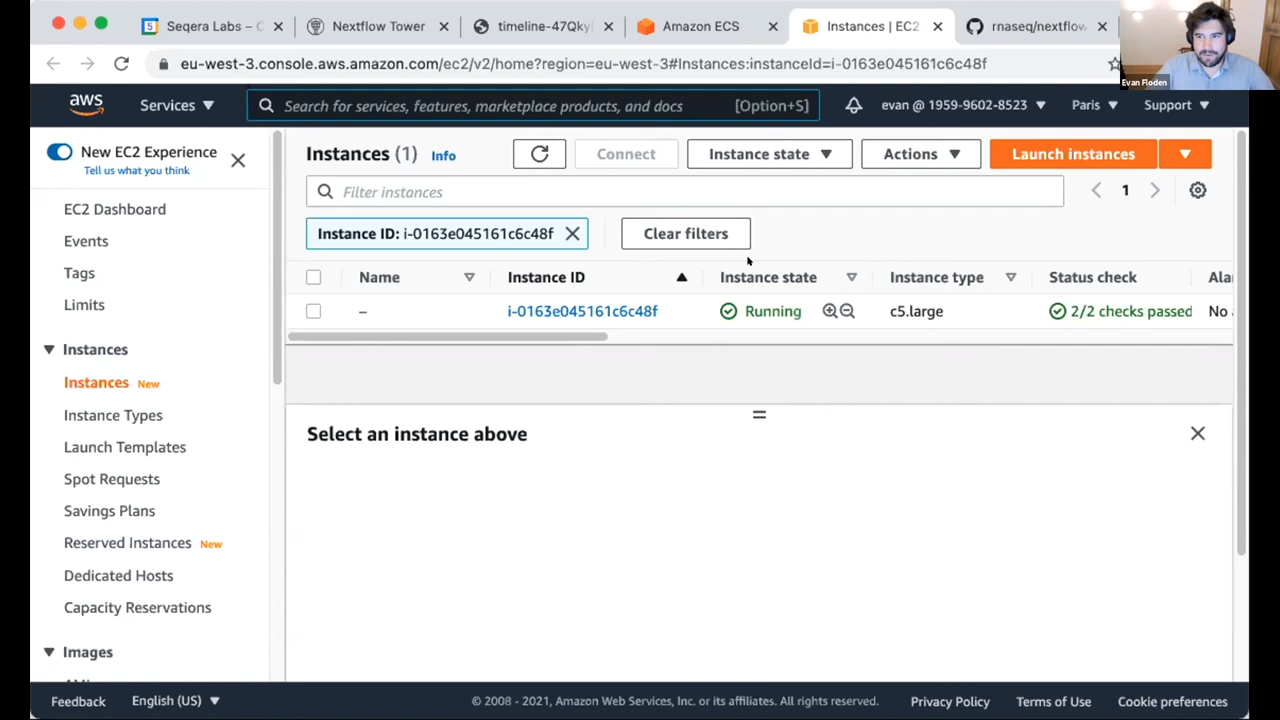 Seqera Labs – C
Nextflow Tower
timeline-47Qky
Amazon ECS
Instances | EC2
rnaseq/nextflow
Evan Floden
eu-west-3.console.aws.amazon.com/ec2/v2/home?region=eu-west-3#Instances:instanceId=i-0163e045161c6c48f
aws
Services
Search for services, features, marketplace products, and docs
[Option+S]
evan @ 1959-9602-8523
Paris
Support
New EC2 Experience
Tell us what you think
EC2 Dashboard
Events
Tags
Limits
Instances
Instances New
Instance Types
Launch Templates
Spot Requests
Savings Plans
Reserved Instances New
Dedicated Hosts
Capacity Reservations
Images
Instances (1) Info
Connect
Instance state
Actions
Launch instances
Filter instances
1
Instance ID: i-0163e045161c6c48f
Clear filters
Name
Instance ID
Instance state
Instance type
Status check
Alar
–
i-0163e045161c6c48f
Running
c5.large
2/2 checks passed
No
Select an instance above
Feedback
English (US)
© 2008 - 2021, Amazon Web Services, Inc. or its affiliates. All rights reserved.
Privacy Policy
Terms of Use
Cookie preferences